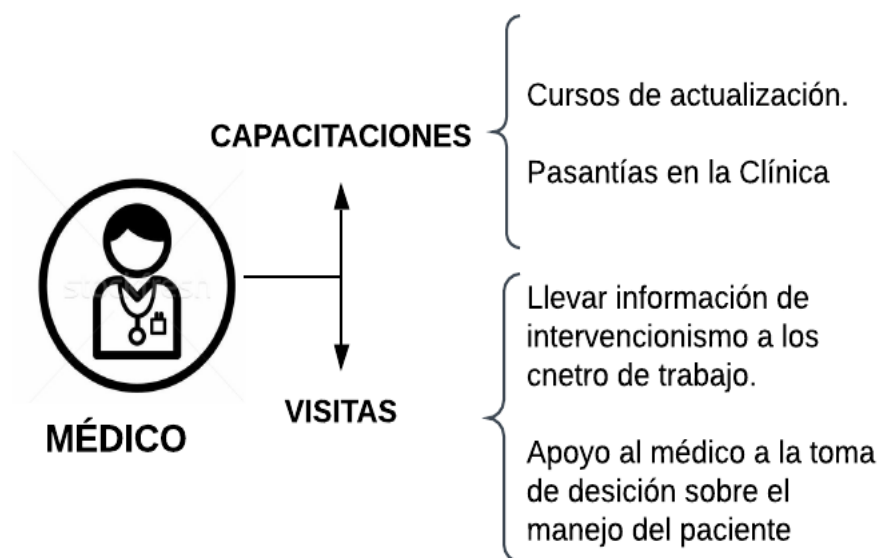 CAPACITACIONES
Cursos de actualización.
Pasantías en la Clínica
MÉDICO
VISITAS
Llevar información de
intervencionismo a los
cnetro de trabajo.
Apoyo al médico a la toma
de desición sobre el
manejo del paciente